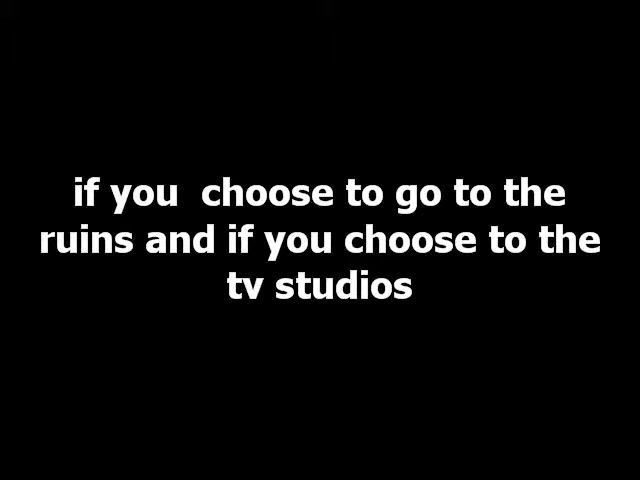 if you  choose to go to the
ruins and if you choose to the
tv studios